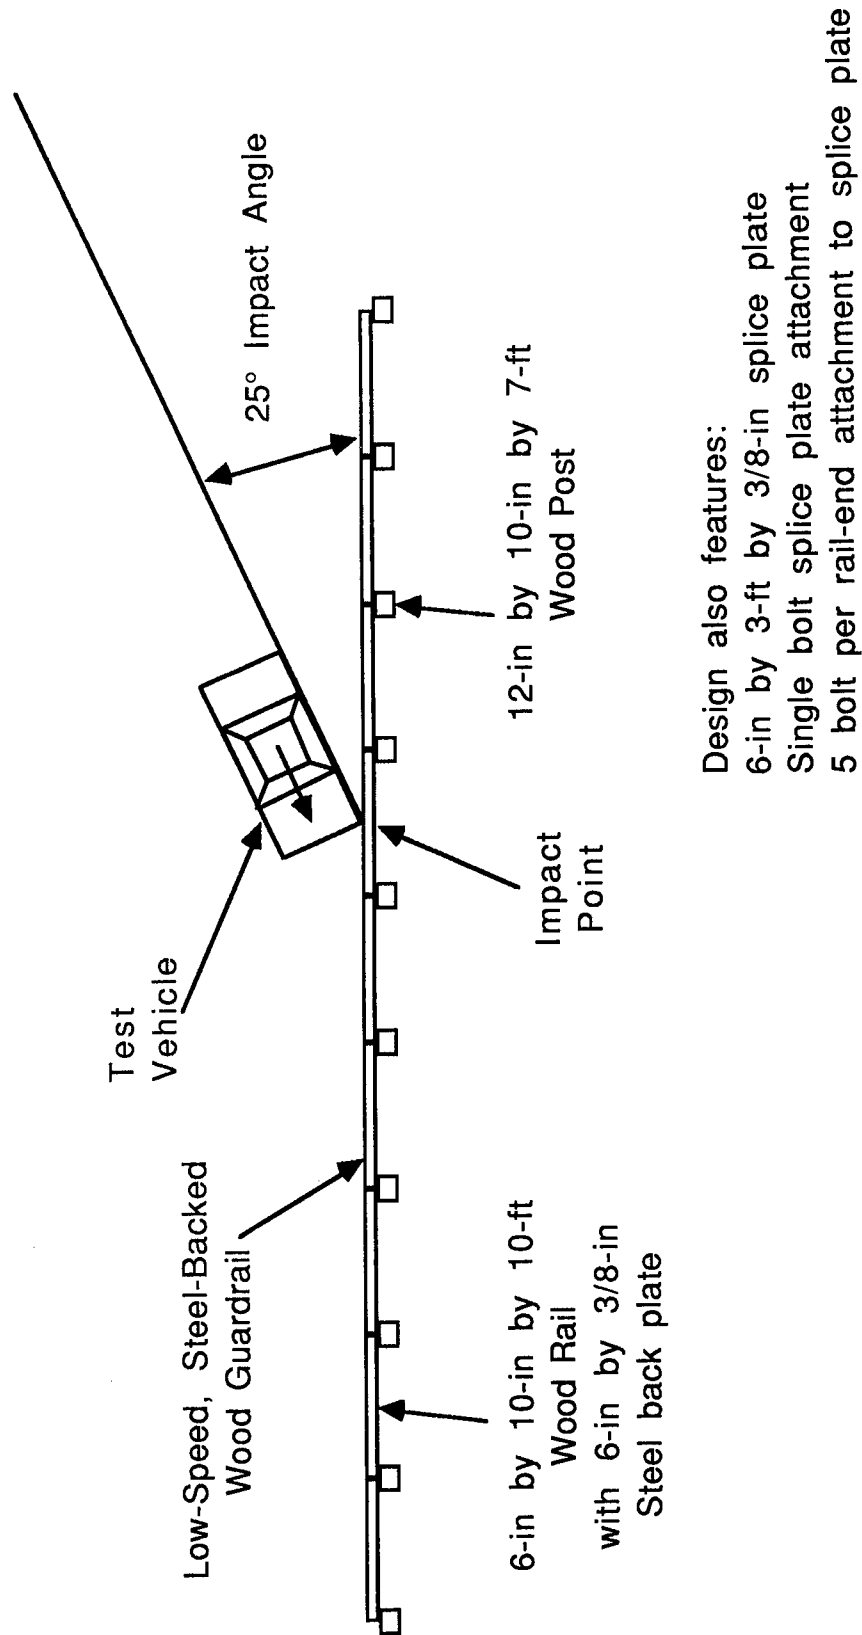 Test
Vehicle
25° Impact Angle
Low-Speed, Steel-Backed
Wood Guardrail
6-in by 10-in by 10-ft
Wood Rail
with 6-in by 3/8-in
Steel back plate
Impact
Point
12-in by 10-in by 7-ft
Wood Post
Design also features:
6-in by 3-ft by 3/8-in splice plate
Single bolt splice plate attachment
5 bolt per rail-end attachment to splice plate